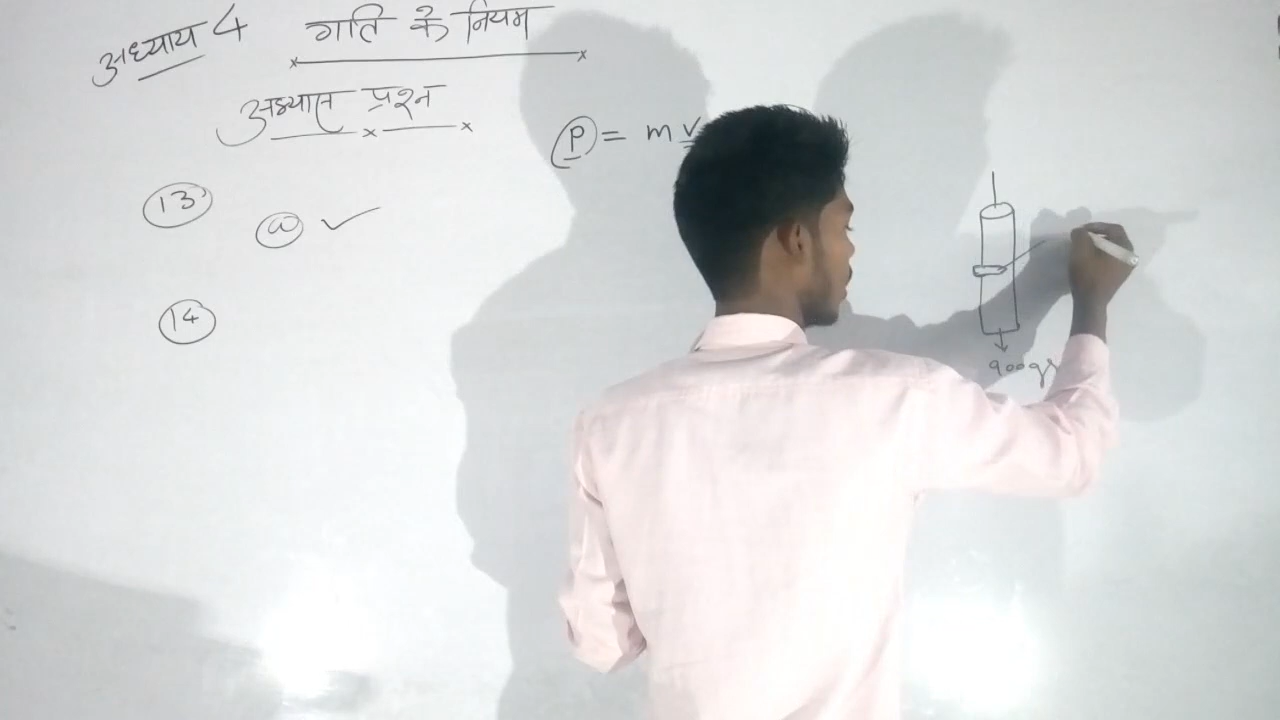 अध्याय 4 गति के नियम
अभ्यास प्रश्न
P = mv
13
a ✓
14
900g